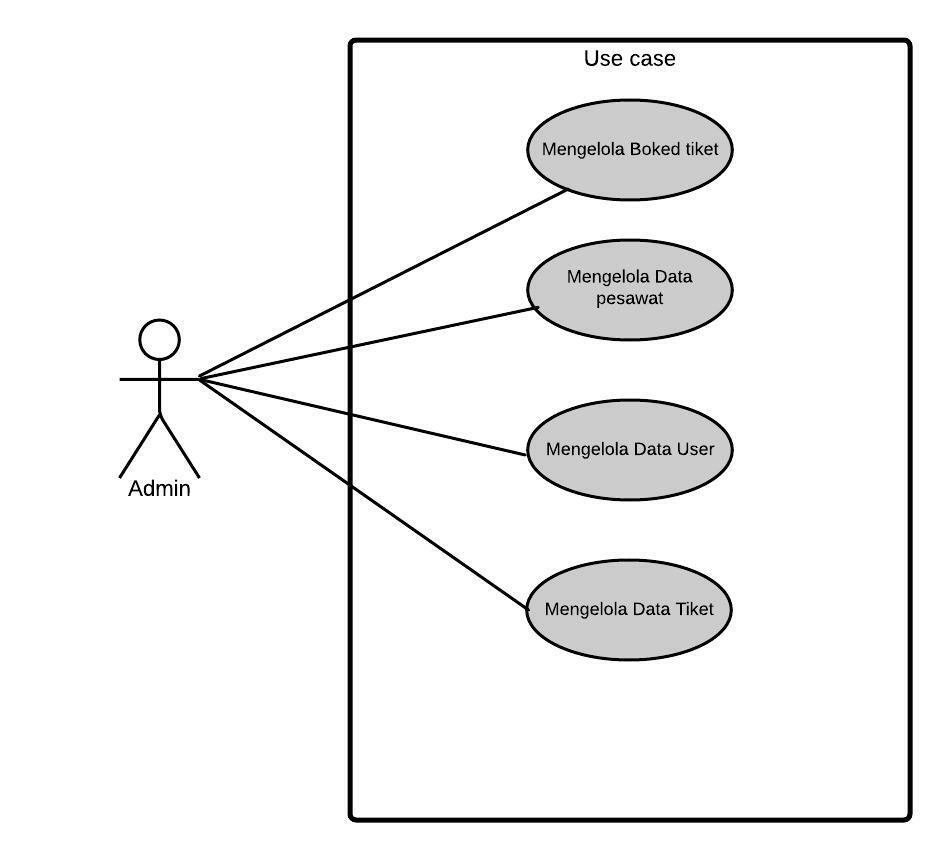 Use case
Mengelola Boked tiket
Mengelola Data
pesawat
Admin
Mengelola Data User
Mengelola Data Tiket